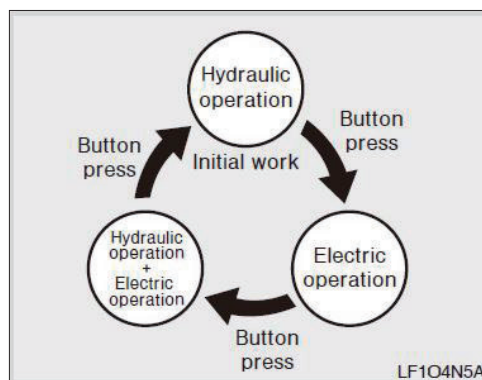 Hydraulic
operation
Button
press
Initial work
Button
press
Electric
operation
Button
press
Hydraulic
operation
+
Electric
operation
LF1O4N5A